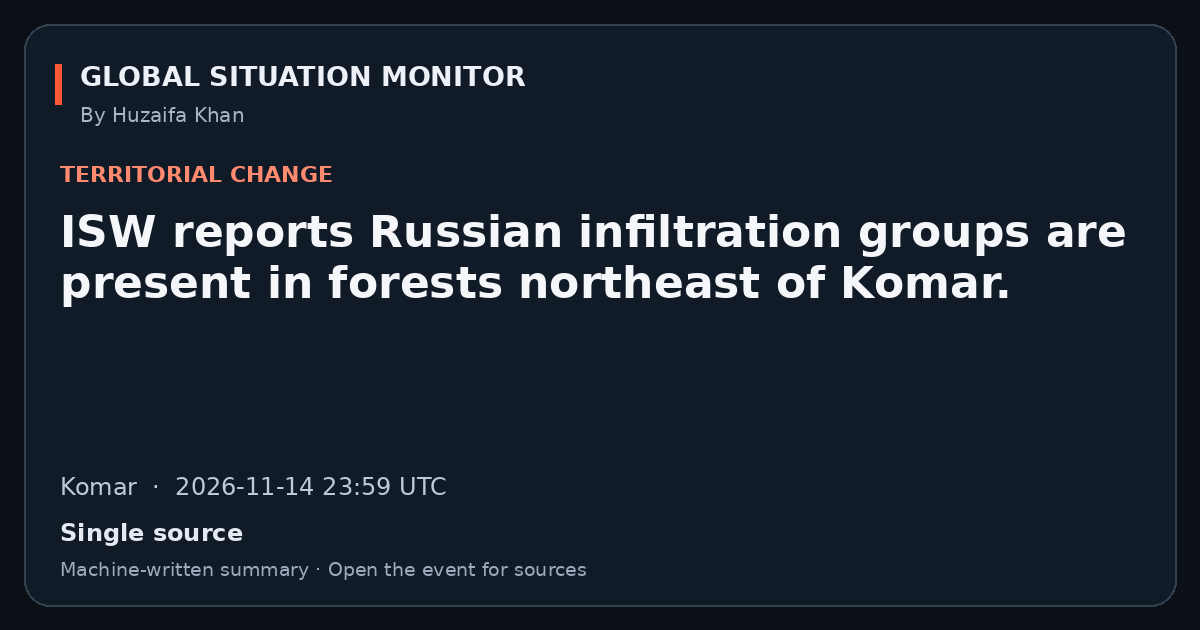 GLOBAL SITUATION MONITOR
By Huzaifa Khan
TERRITORIAL CHANGE
ISW reports Russian infiltration groups are
present in forests northeast of Komar.
Komar · 2026-11-14 23:59 UTC
Single source
Machine-written summary · Open the event for sources